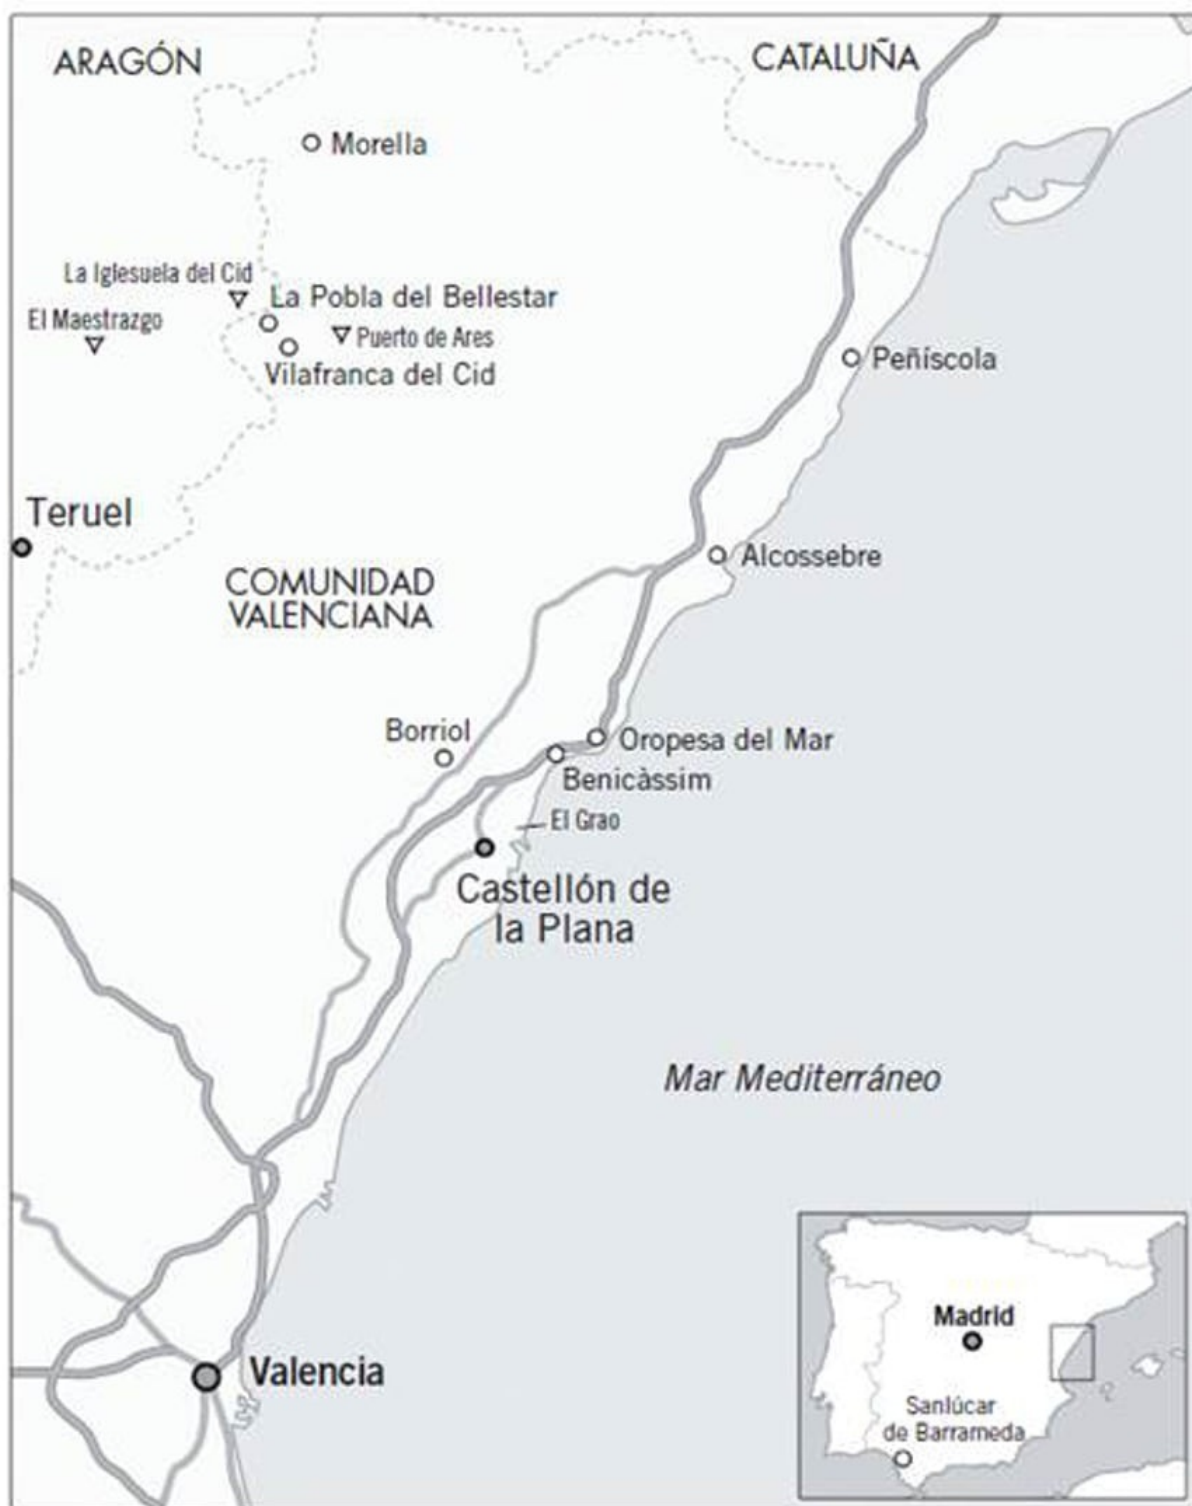 ARAGÓN
CATALUÑA
Morella
La Iglesuela del Cid
La Pobla del Bellestar
El Maestrazgo
Puerto de Ares
Vilafranca del Cid
Peñíscola
Teruel
Alcossebre
COMUNIDAD
VALENCIANA
Borriol
Oropesa del Mar
Benicàssim
El Grao
Castellón de
la Plana
Mar Mediterráneo
Madrid
Valencia
Sanlúcar
de Barrameda